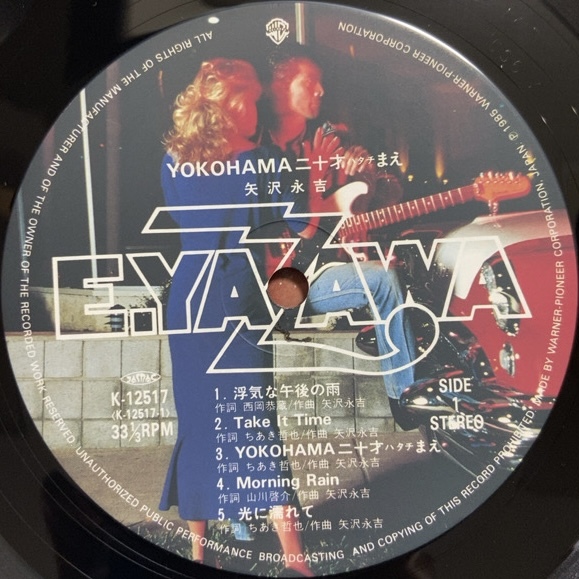 WB
YOKOHAMA二十才ハタチまえ
矢沢永吉
E.YAZAWA
JASRAC
K-12517
(K-12517-1)
33⅓RPM
SIDE
1
STEREO
1. 浮気な午後の雨
作詞 西岡恭蔵/作曲 矢沢永吉
2. Take It Time
作詞 ちあき哲也/作曲 矢沢永吉
3. YOKOHAMA二十才ハタチまえ
作詞 ちあき哲也/作曲 矢沢永吉
4. Morning Rain
作詞 山川啓介/作曲 矢沢永吉
5. 光に濡れて
作詞 ちあき哲也/作曲 矢沢永吉
ALL RIGHTS OF THE MANUFACTURER AND OF THE OWNER OF THE RECORDED WORK RESERVED. UNAUTHORIZED PUBLIC PERFORMANCE BROADCASTING AND COPYING OF THIS RECORD PROHIBITED. MADE BY WARNER-PIONEER CORPORATION, JAPAN. ℗ 1985 WARNER-PIONEER CORPORATION